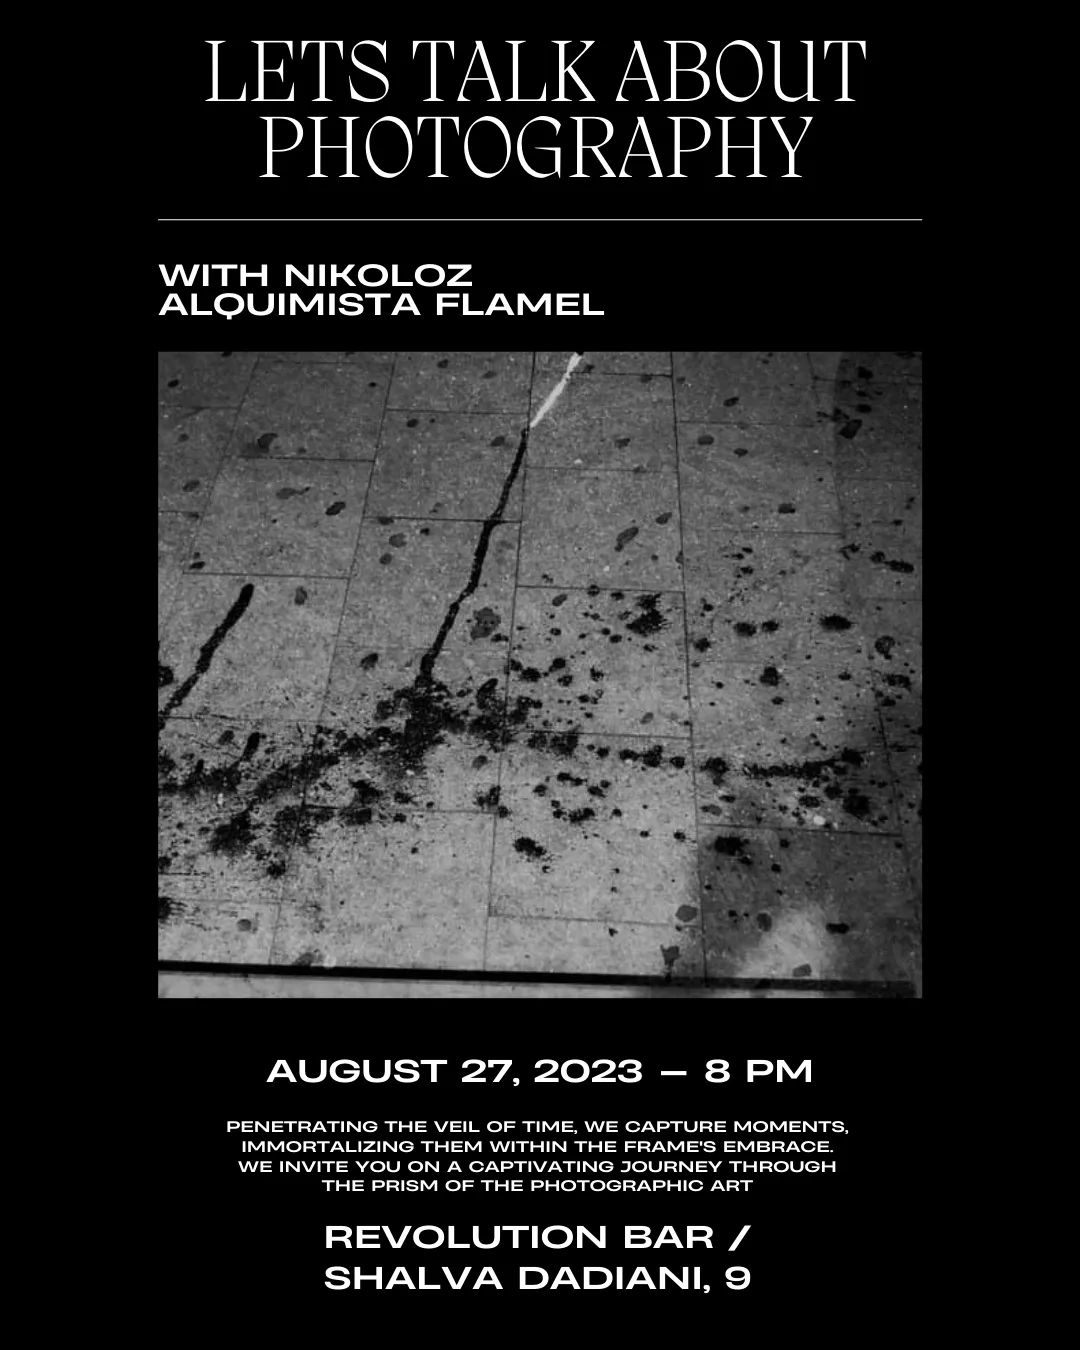 LETS TALK ABOUT
PHOTOGRAPHY
WITH NIKOLOZ
ALQUIMISTA FLAMEL
AUGUST 27, 2023 — 8 PM
PENETRATING THE VEIL OF TIME, WE CAPTURE MOMENTS,
IMMORTALIZING THEM WITHIN THE FRAME'S EMBRACE.
WE INVITE YOU ON A CAPTIVATING JOURNEY THROUGH
THE PRISM OF THE PHOTOGRAPHIC ART
REVOLUTION BAR /
SHALVA DADIANI, 9